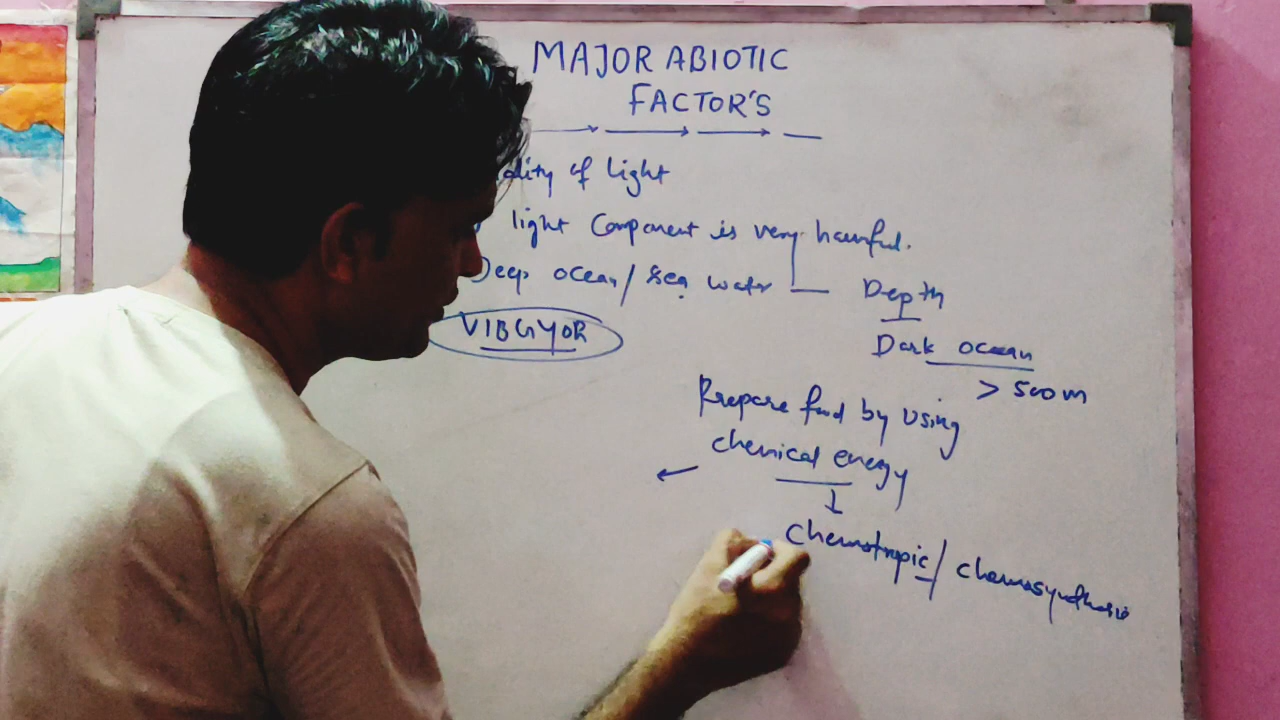 MAJOR ABIOTIC
FACTOR'S
ality of light
light Component is very harmful.
Deep ocean / sea water — Depth
VIBGYOR
Dark ocean
> 500m
Prepare food by using
chemical energy
Chemotropic / chemosynthesis